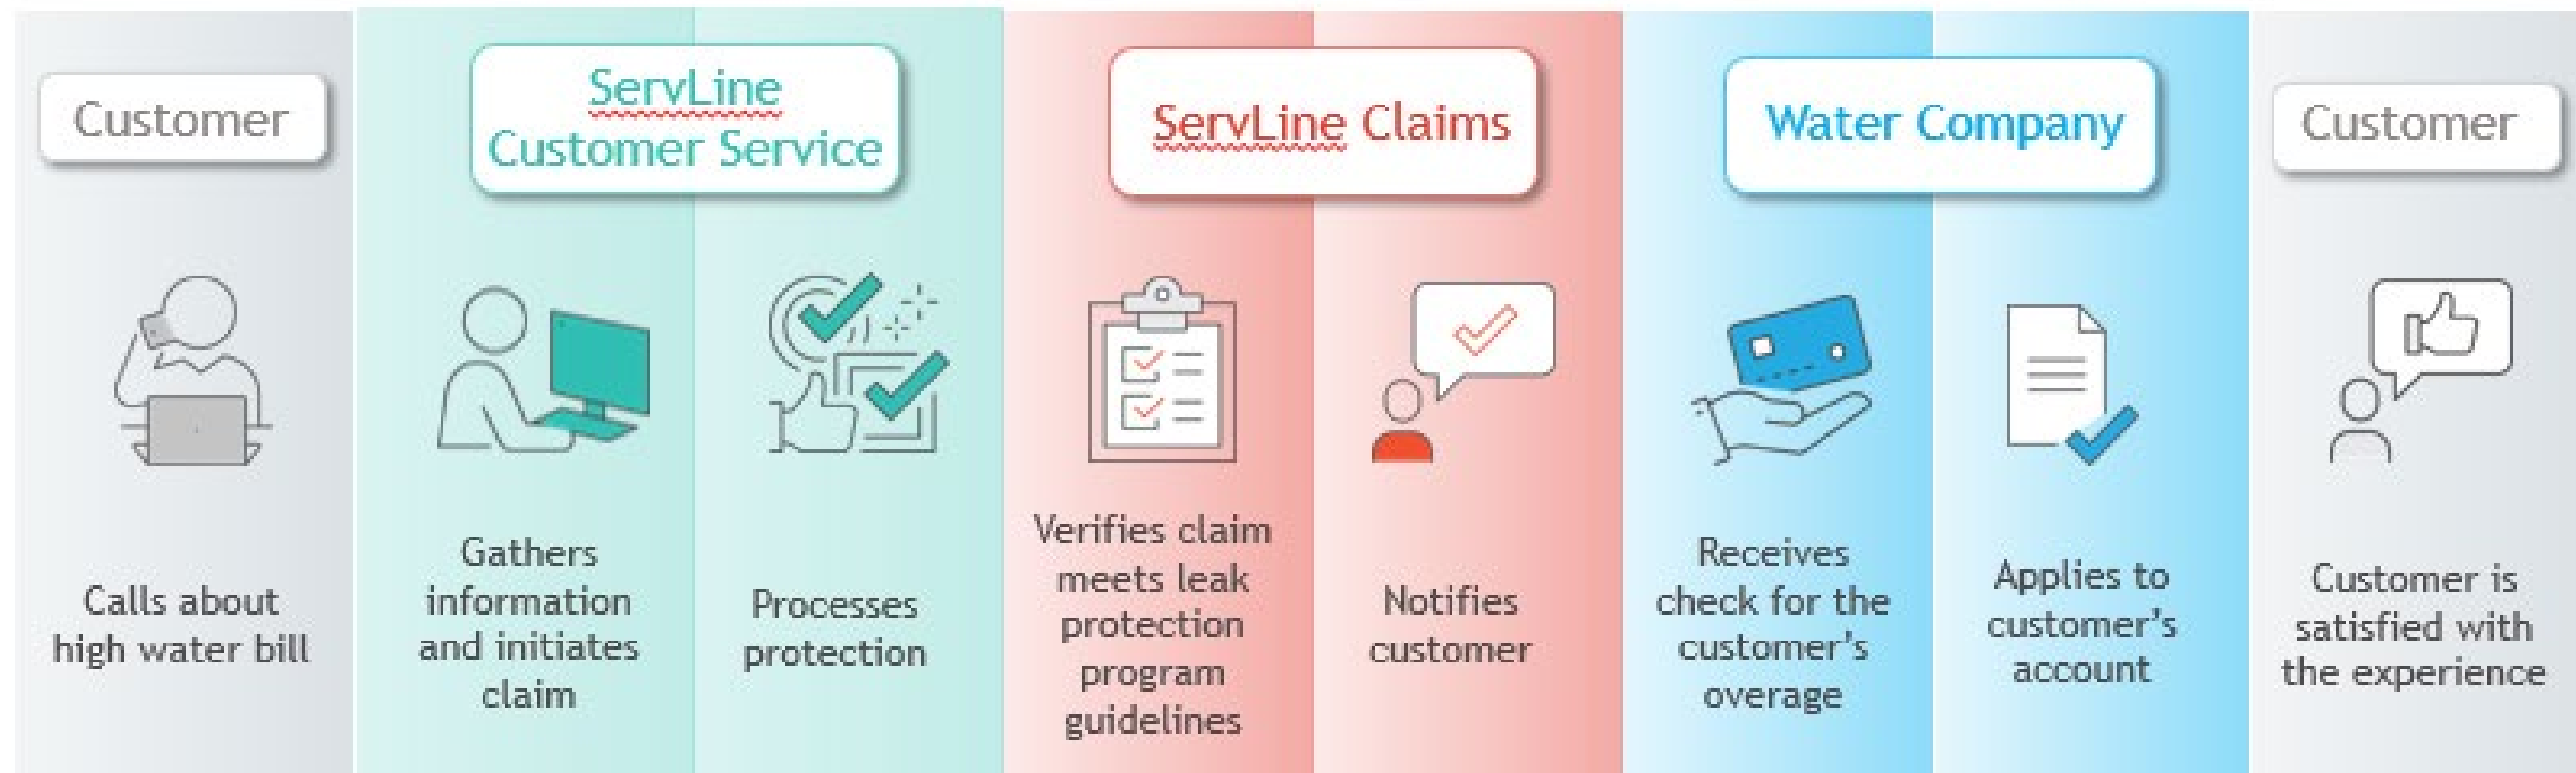 Customer
Calls about
high water bill
ServLine
Customer Service
Gathers
information
and initiates
claim
Processes
protection
ServLine Claims
Verifies claim
meets leak
protection
program
guidelines
Notifies
customer
Water Company
Receives
check for the
customer's
overage
Applies to
customer's
account
Customer
Customer is
satisfied with
the experience